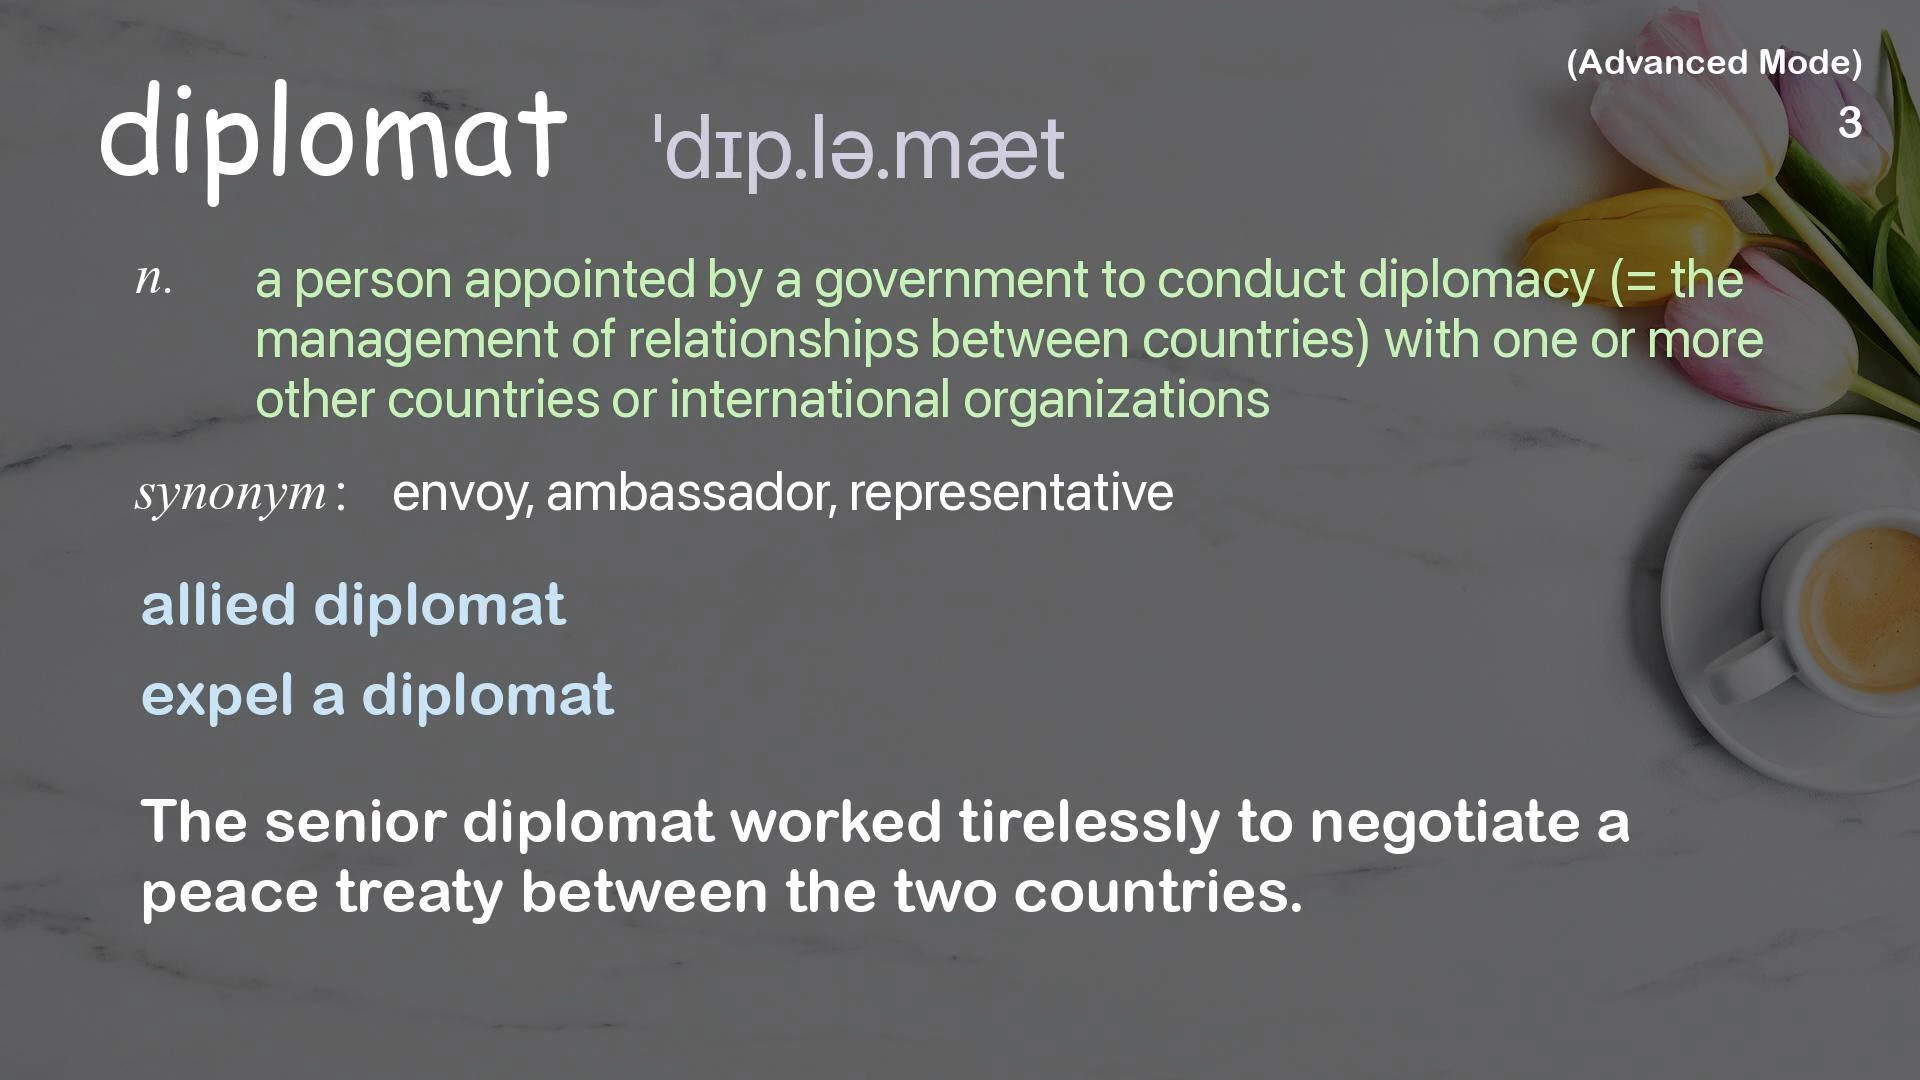 (Advanced Mode)
diplomat ˈdɪp.lə.mæt
3
n. a person appointed by a government to conduct diplomacy (= the
management of relationships between countries) with one or more
other countries or international organizations
synonym: envoy, ambassador, representative
allied diplomat
expel a diplomat
The senior diplomat worked tirelessly to negotiate a
peace treaty between the two countries.